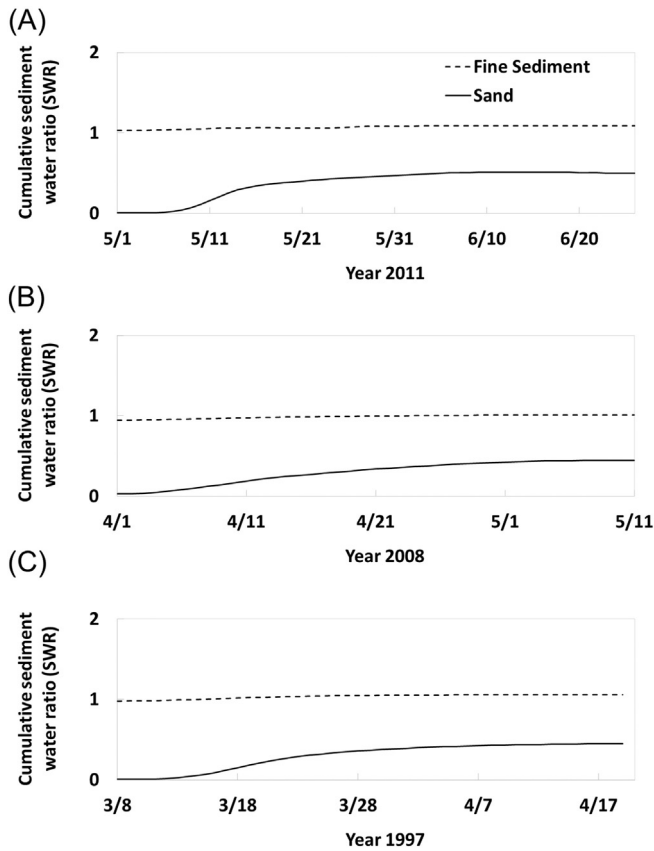 (A)
Cumulative sediment
water ratio (SWR)
2
1
0
Fine Sediment
Sand
5/1 5/11 5/21 5/31 6/10 6/20
Year 2011
(B)
Cumulative sediment
water ratio (SWR)
2
1
0
4/1 4/11 4/21 5/1 5/11
Year 2008
(C)
Cumulative sediment
water ratio (SWR)
2
1
0
3/8 3/18 3/28 4/7 4/17
Year 1997